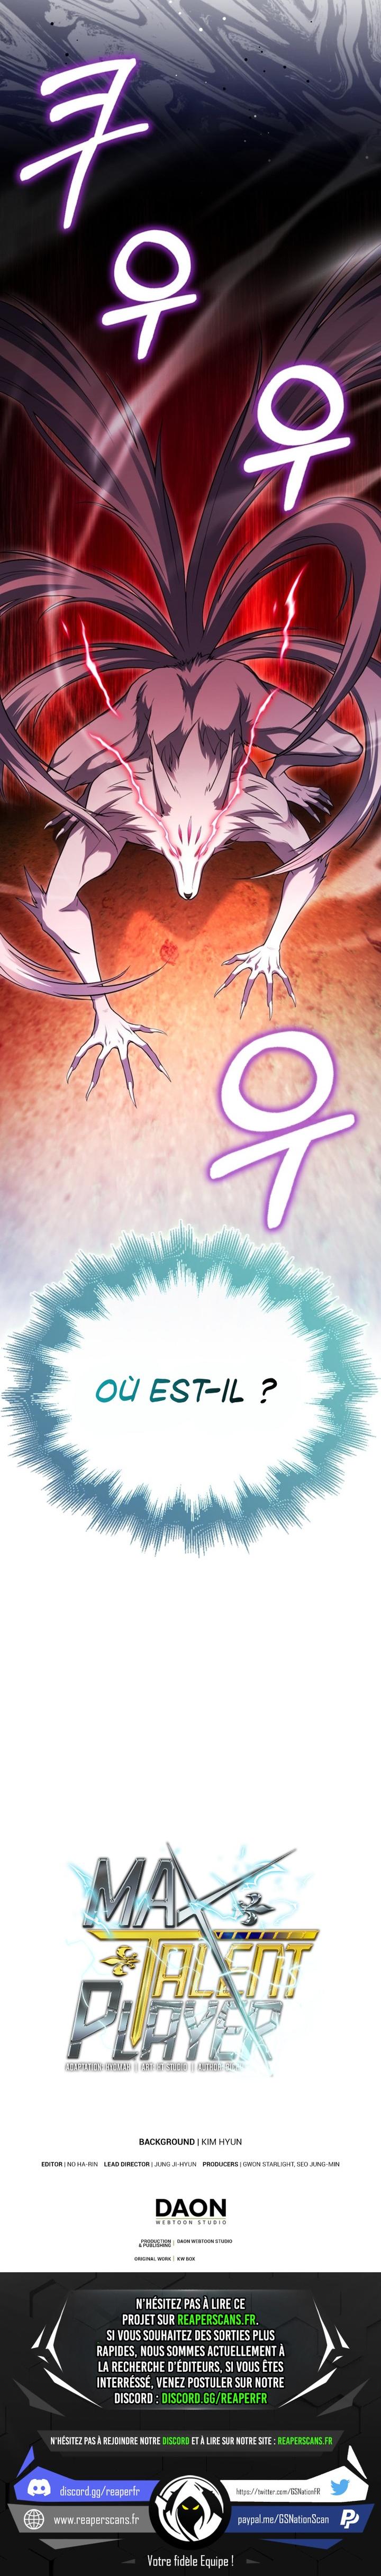 쿠
우
우
우
OÙ EST-IL ?
MAX
TALENT
PLAYER
ADAPTATION HYOMAH | ART HT STUDIO | AUTHOR
BACKGROUND | KIM HYUN
EDITOR | NO HA-RIN LEAD DIRECTOR | JUNG JI-HYUN PRODUCERS | GWON STARLIGHT, SEO JUNG-MIN
DAON
WEBTOON STUDIO
PRODUCTION & PUBLISHING | DAON WEBTOON STUDIO
ORIGINAL WORK | KW BOX
N'HÉSITEZ PAS À LIRE CE
PROJET SUR REAPERSCANS.FR.
SI VOUS SOUHAITEZ DES SORTIES PLUS
RAPIDES, NOUS SOMMES ACTUELLEMENT À
LA RECHERCHE D'ÉDITEURS, SI VOUS ÊTES
INTERRÉSSÉ, VENEZ POSTULER SUR NOTRE
DISCORD : DISCORD.GG/REAPERFR
N'HÉSITEZ PAS À REJOINDRE NOTRE DISCORD ET À LIRE SUR NOTRE SITE : REAPERSCANS.FR
discord.gg/reaperfr
https://twitter.com/GSNationFR
www.reaperscans.fr
paypal.me/GSNationScan
Votre fidèle Equipe !